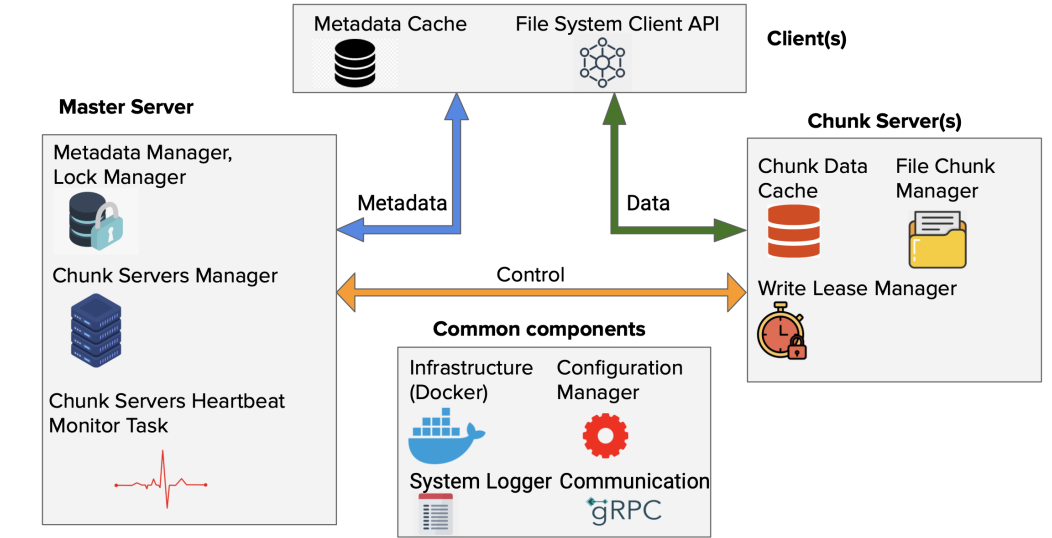 Metadata Cache
File System Client API
Client(s)
Master Server
Metadata Manager,
Lock Manager
Chunk Servers Manager
Chunk Servers Heartbeat
Monitor Task
Metadata
Data
Control
Chunk Server(s)
Chunk Data
Cache
File Chunk
Manager
Write Lease Manager
Common components
Infrastructure
(Docker)
Configuration
Manager
System Logger
Communication
gRPC